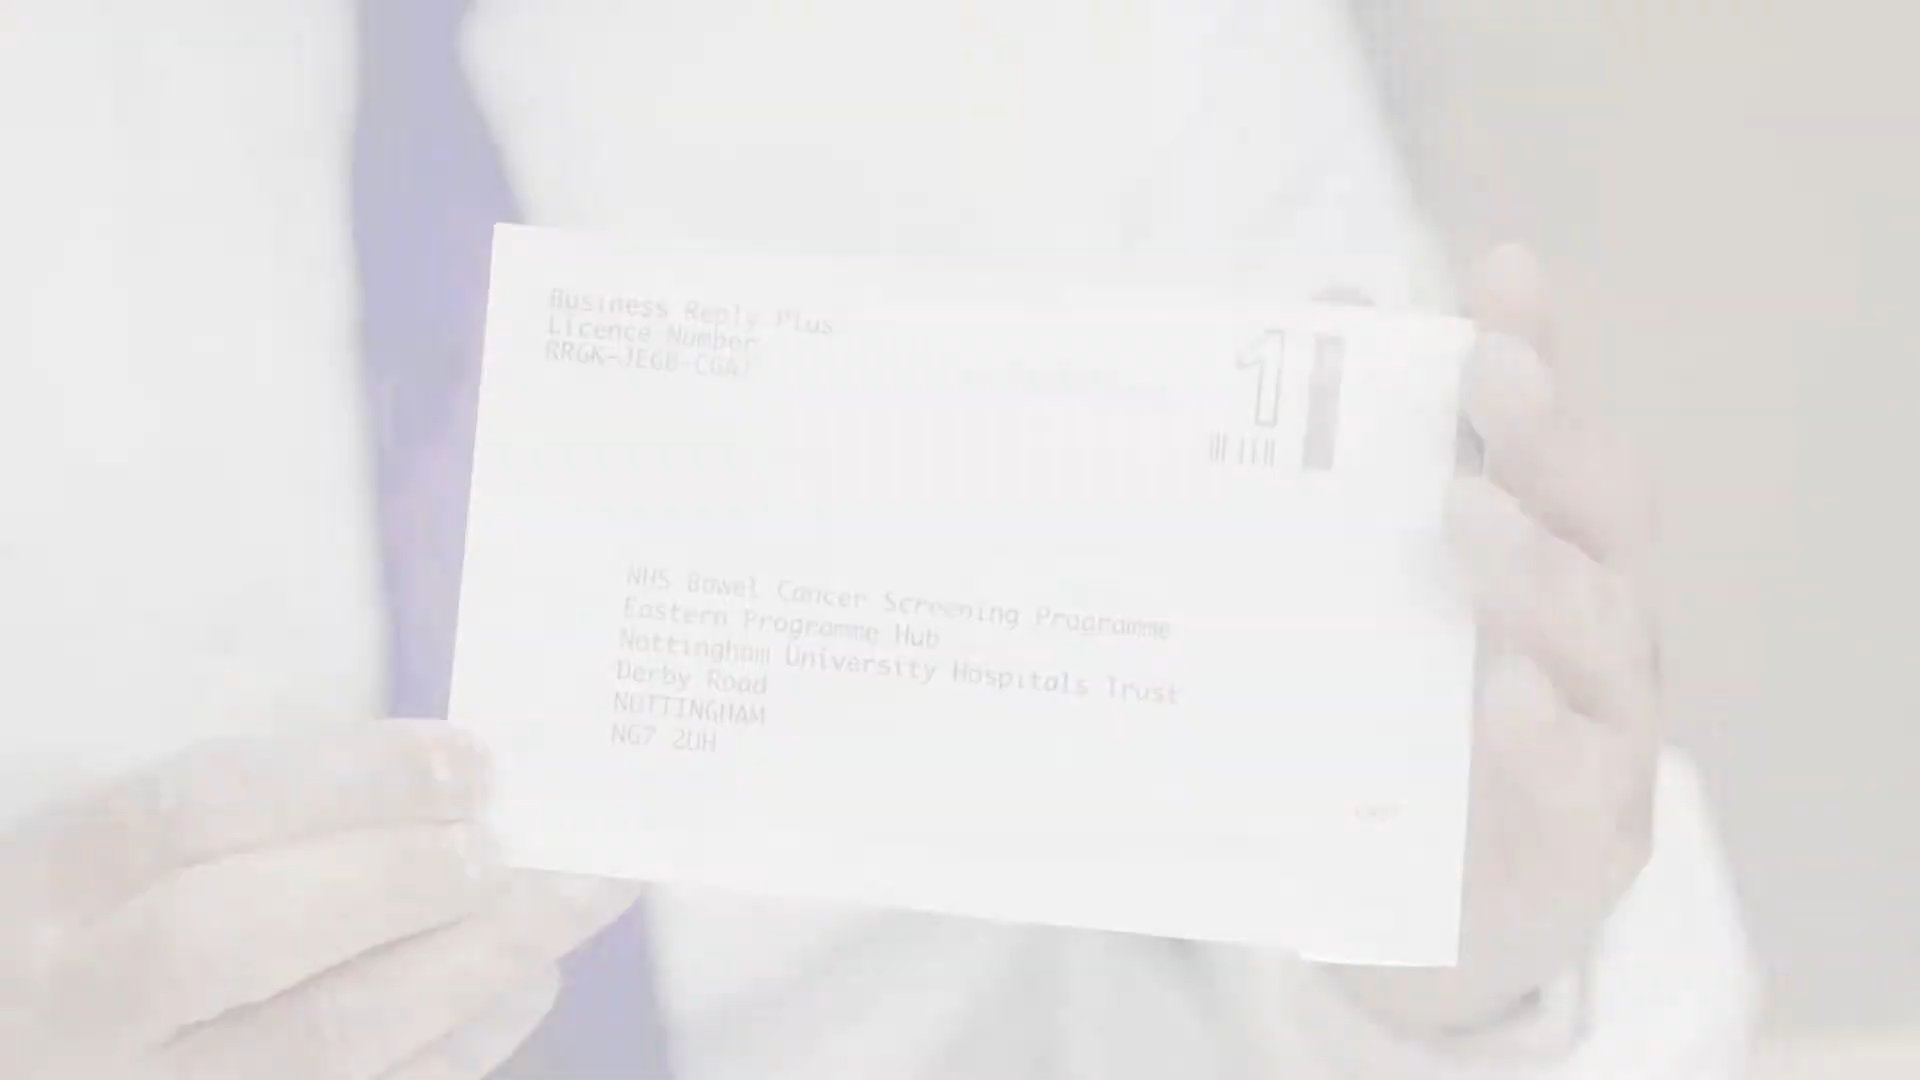 Business Reply Plus
Licence Number
1
NHS Bowel Cancer Screening Programme
Eastern Programme Hub
Nottingham University Hospitals Trust
Derby Road
NOTTINGHAM
NG7 2UH